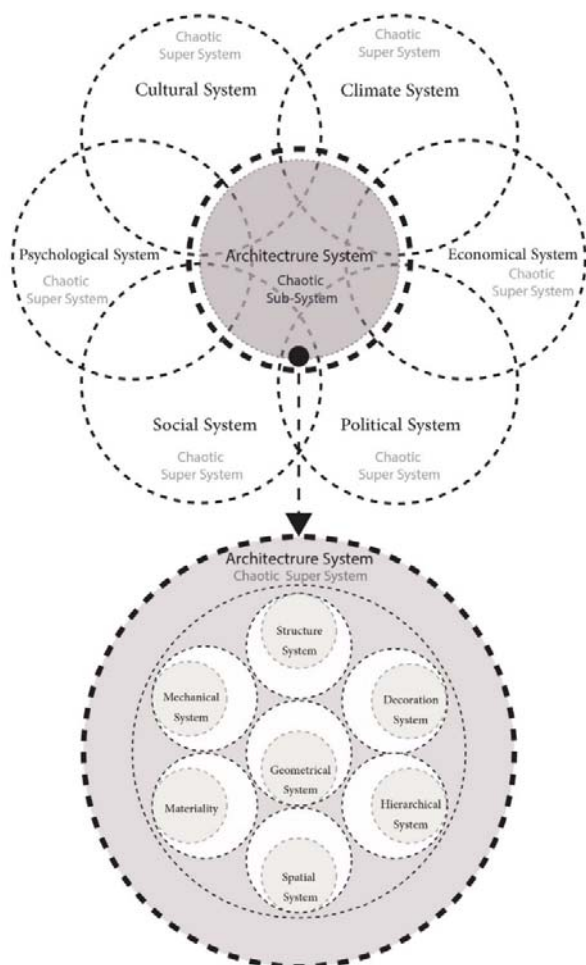 Chaotic
Super System
Cultural System
Chaotic
Super System
Climate System
Psychological System
Chaotic
Super System
Architectrure System
Chaotic
Sub-System
Economical System
Chaotic
Super System
Social System
Chaotic
Super System
Political System
Chaotic
Super System
Architectrure System
Chaotic Super System
Structure
System
Mechanical
System
Decoration
System
Geometrical
System
Materiality
Hierarchical
System
Spatial
System